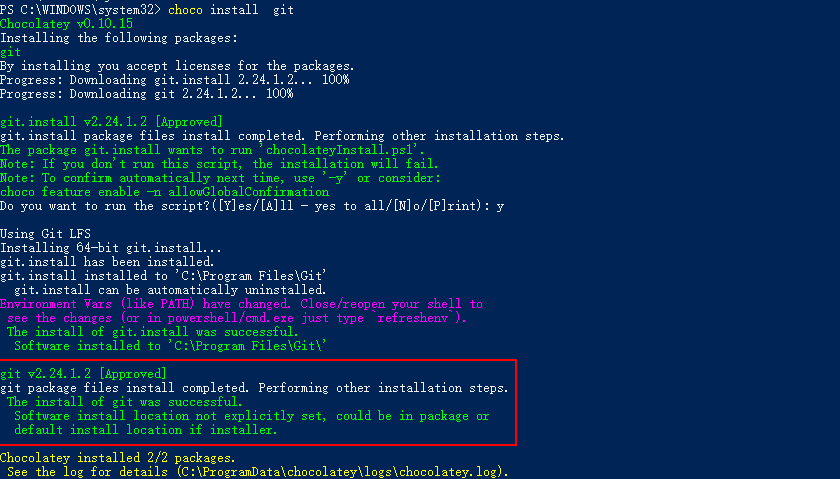 PS C:\WINDOWS\system32> choco install  git
Chocolatey v0.10.15
Installing the following packages:
git
By installing you accept licenses for the packages.
Progress: Downloading git.install 2.24.1.2... 100%
Progress: Downloading git 2.24.1.2... 100%

git.install v2.24.1.2 [Approved]
git.install package files install completed. Performing other installation steps.
The package git.install wants to run 'chocolateyInstall.ps1'.
Note: If you don't run this script, the installation will fail.
Note: To confirm automatically next time, use '-y' or consider:
choco feature enable -n allowGlobalConfirmation
Do you want to run the script?([Y]es/[A]ll - yes to all/[N]o/[P]rint): y

Using Git LFS
Installing 64-bit git.install...
git.install has been installed.
git.install installed to 'C:\Program Files\Git'
  git.install can be automatically uninstalled.
Environment Vars (like PATH) have changed. Close/reopen your shell to
 see the changes (or in powershell/cmd.exe just type `refreshenv`).
 The install of git.install was successful.
  Software installed to 'C:\Program Files\Git\'

git v2.24.1.2 [Approved]
git package files install completed. Performing other installation steps.
 The install of git was successful.
  Software install location not explicitly set, could be in package or
  default install location if installer.

Chocolatey installed 2/2 packages.
 See the log for details (C:\ProgramData\chocolatey\logs\chocolatey.log).